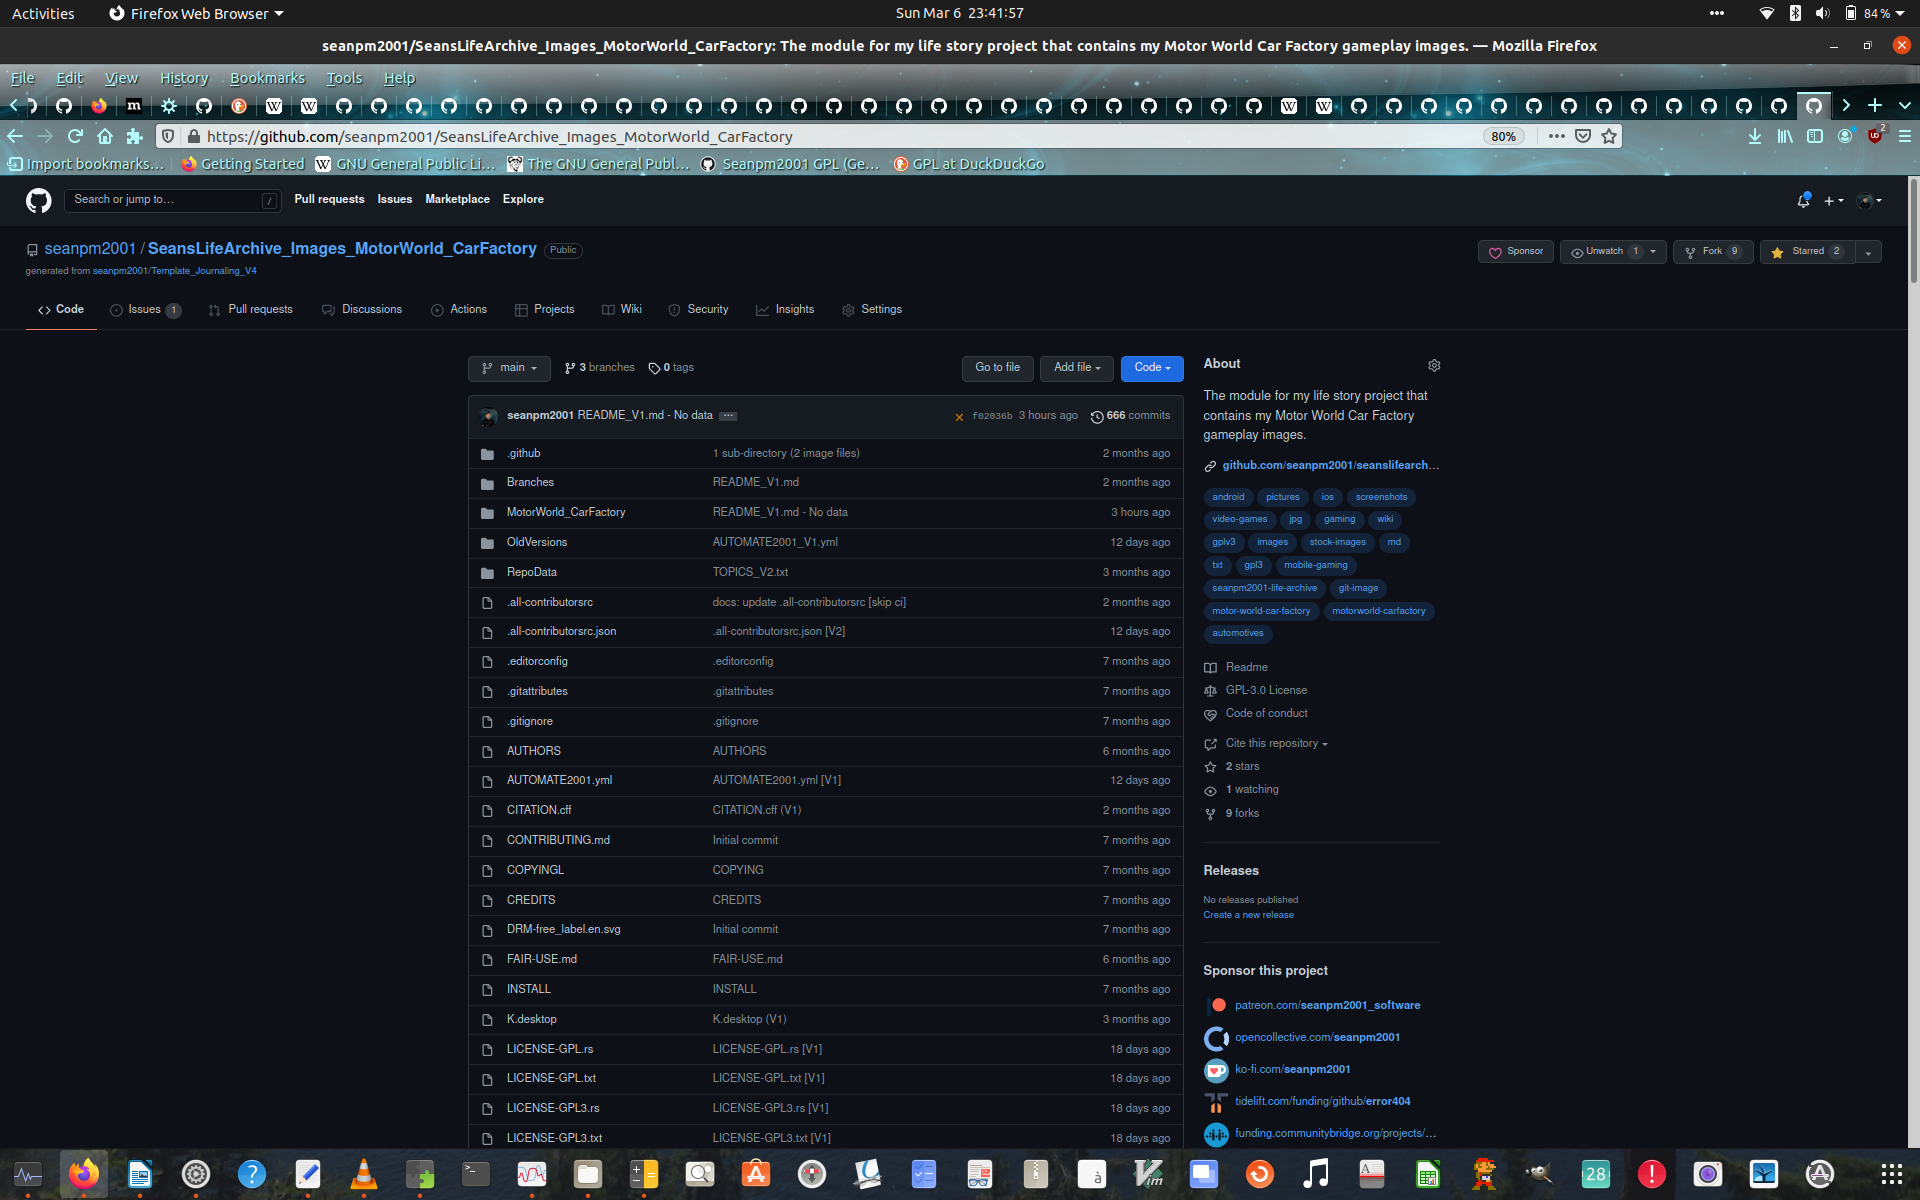 Activities Firefox Web Browser Sun Mar 6 23:41:57 84 %
seanpm2001/SeansLifeArchive_Images_MotorWorld_CarFactory: The module for my life story project that contains my Motor World Car Factory gameplay images. — Mozilla Firefox
File Edit View History Bookmarks Tools Help
https://github.com/seanpm2001/SeansLifeArchive_Images_MotorWorld_CarFactory 80% 2
Import bookmarks… Getting Started GNU General Public Li… The GNU General Publ… Seanpm2001 GPL (Ge… GPL at DuckDuckGo
Search or jump to… / Pull requests Issues Marketplace Explore
seanpm2001 / SeansLifeArchive_Images_MotorWorld_CarFactory Public Sponsor Unwatch 1 Fork 9 Starred 2
generated from seanpm2001/Template_Journaling_V4
Code Issues 1 Pull requests Discussions Actions Projects Wiki Security Insights Settings
main 3 branches 0 tags Go to file Add file Code
seanpm2001 README_V1.md - No data f02036b 3 hours ago 666 commits
.github 1 sub-directory (2 image files) 2 months ago
Branches README_V1.md 2 months ago
MotorWorld_CarFactory README_V1.md - No data 3 hours ago
OldVersions AUTOMATE2001_V1.yml 12 days ago
RepoData TOPICS_V2.txt 3 months ago
.all-contributorsrc docs: update .all-contributorsrc [skip ci] 2 months ago
.all-contributorsrc.json .all-contributorsrc.json [V2] 12 days ago
.editorconfig .editorconfig 7 months ago
.gitattributes .gitattributes 7 months ago
.gitignore .gitignore 7 months ago
AUTHORS AUTHORS 6 months ago
AUTOMATE2001.yml AUTOMATE2001.yml [V1] 12 days ago
CITATION.cff CITATION.cff (V1) 2 months ago
CONTRIBUTING.md Initial commit 7 months ago
COPYINGL COPYING 7 months ago
CREDITS CREDITS 7 months ago
DRM-free_label.en.svg Initial commit 7 months ago
FAIR-USE.md FAIR-USE.md 6 months ago
INSTALL INSTALL 7 months ago
K.desktop K.desktop (V1) 3 months ago
LICENSE-GPL.rs LICENSE-GPL.rs [V1] 18 days ago
LICENSE-GPL.txt LICENSE-GPL.txt [V1] 18 days ago
LICENSE-GPL3.rs LICENSE-GPL3.rs [V1] 18 days ago
LICENSE-GPL3.txt LICENSE-GPL3.txt [V1] 18 days ago
About
The module for my life story project that
contains my Motor World Car Factory
gameplay images.
github.com/seanpm2001/seanslifearch…
android pictures ios screenshots
video-games jpg gaming wiki
gplv3 images stock-images md
txt gpl3 mobile-gaming
seanpm2001-life-archive git-image
motor-world-car-factory motorworld-carfactory
automotives
Readme
GPL-3.0 License
Code of conduct
Cite this repository
2 stars
1 watching
9 forks
Releases
No releases published
Create a new release
Sponsor this project
patreon.com/seanpm2001_software
opencollective.com/seanpm2001
ko-fi.com/seanpm2001
tidelift.com/funding/github/error404
funding.communitybridge.org/projects/…
28